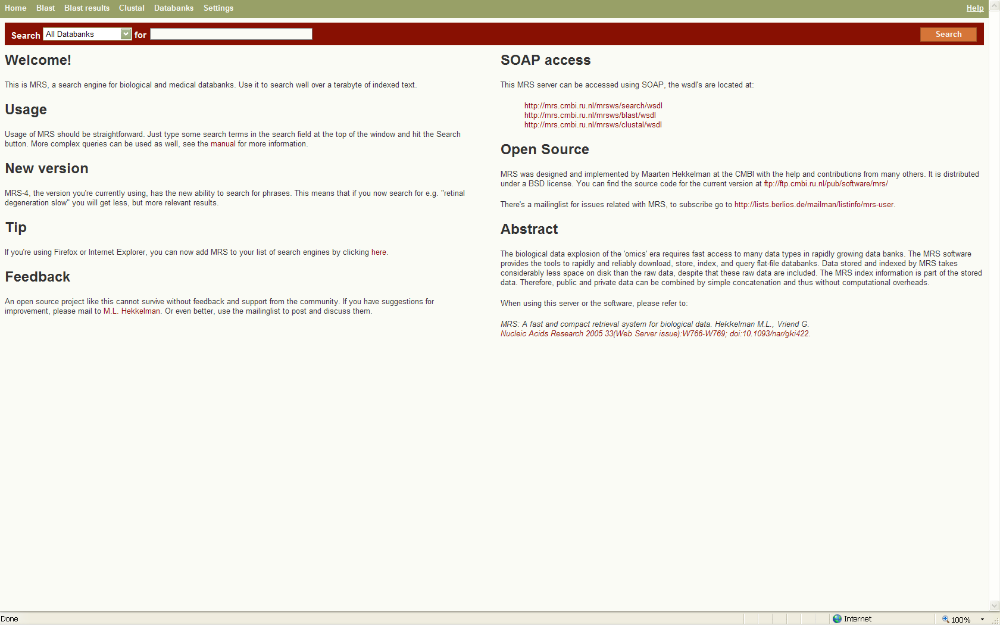 Home Blast Blast results Clustal Databanks Settings Help
Search All Databanks for Search
Welcome!
This is MRS, a search engine for biological and medical databanks. Use it to search well over a terabyte of indexed text.
Usage
Usage of MRS should be straightforward. Just type some search terms in the search field at the top of the window and hit the Search
button. More complex queries can be used as well, see the manual for more information.
New version
MRS-4, the version you're currently using, has the new ability to search for phrases. This means that if you now search for e.g. "retinal
degeneration slow" you will get less, but more relevant results.
Tip
If you're using Firefox or Internet Explorer, you can now add MRS to your list of search engines by clicking here.
Feedback
An open source project like this cannot survive without feedback and support from the community. If you have suggestions for
improvement, please mail to M.L. Hekkelman. Or even better, use the mailinglist to post and discuss them.
SOAP access
This MRS server can be accessed using SOAP, the wsdl's are located at:
http://mrs.cmbi.ru.nl/mrsws/search/wsdl
http://mrs.cmbi.ru.nl/mrsws/blast/wsdl
http://mrs.cmbi.ru.nl/mrsws/clustal/wsdl
Open Source
MRS was designed and implemented by Maarten Hekkelman at the CMBI with the help and contributions from many others. It is distributed
under a BSD license. You can find the source code for the current version at ftp://ftp.cmbi.ru.nl/pub/software/mrs/
There's a mailinglist for issues related with MRS, to subscribe go to http://lists.berlios.de/mailman/listinfo/mrs-user.
Abstract
The biological data explosion of the 'omics' era requires fast access to many data types in rapidly growing data banks. The MRS software
provides the tools to rapidly and reliably download, store, index, and query flat-file databanks. Data stored and indexed by MRS takes
considerably less space on disk than the raw data, despite that these raw data are included. The MRS index information is part of the stored
data. Therefore, public and private data can be combined by simple concatenation and thus without computational overheads.
When using this server or the software, please refer to:
MRS: A fast and compact retrieval system for biological data. Hekkelman M.L., Vriend G.
Nucleic Acids Research 2005 33(Web Server issue):W766-W769; doi:10.1093/nar/gki422.
Done Internet 100%